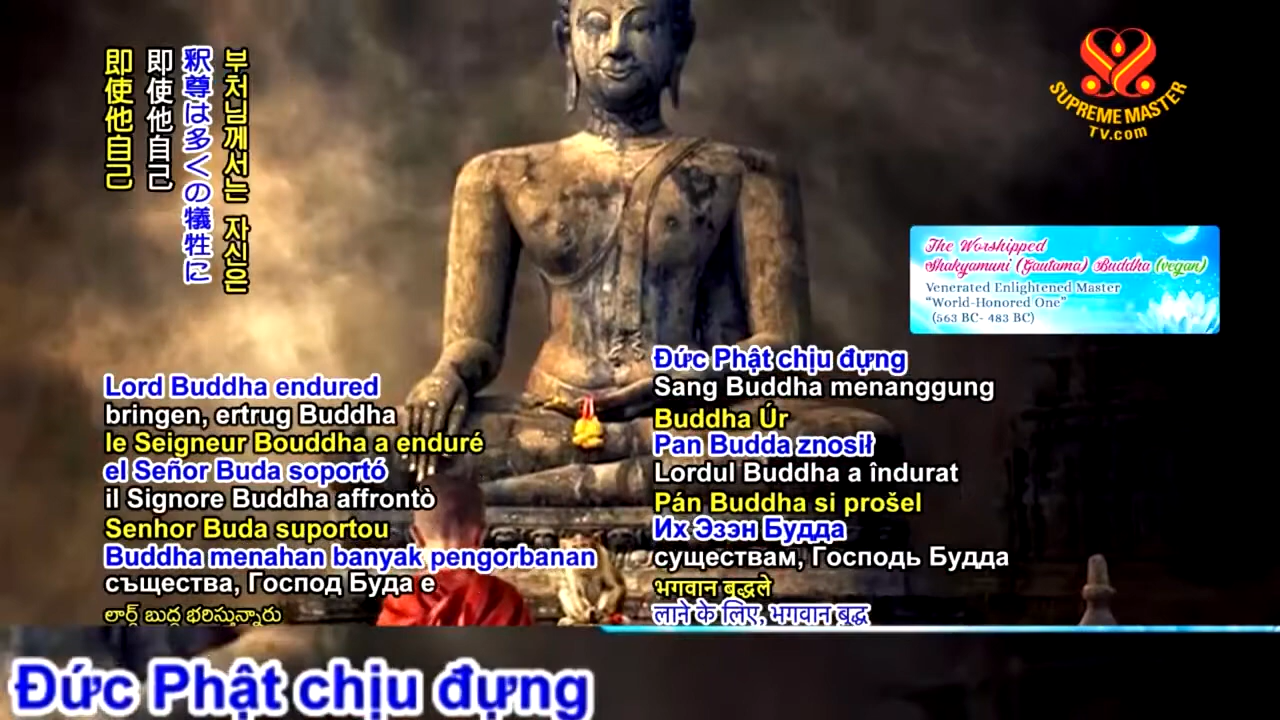 即使他自己
即使他自己
釈尊は多くの犠牲に
부처님께서는 자신은
SUPREME MASTER
TV.com
The Worshipped
Shakyamuni (Gautama) Buddha (vegan)
Venerated Enlightened Master
“World-Honored One”
(563 BC- 483 BC)
Lord Buddha endured
bringen, ertrug Buddha
le Seigneur Bouddha a enduré
el Señor Buda soportó
il Signore Buddha affrontò
Senhor Buda suportou
Buddha menahan banyak pengorbanan
същества, Господ Буда е
లార్డ్ బుద్ధ భరిస్తున్నారు
Đức Phật chịu đựng
Sang Buddha menanggung
Buddha Úr
Pan Budda znosił
Lordul Buddha a îndurat
Pán Buddha si prošel
Их Эзэн Будда
существам, Господь Будда
भगवान बुद्धले
लाने के लिए, भगवान बुद्ध
Đức Phật chịu đựng